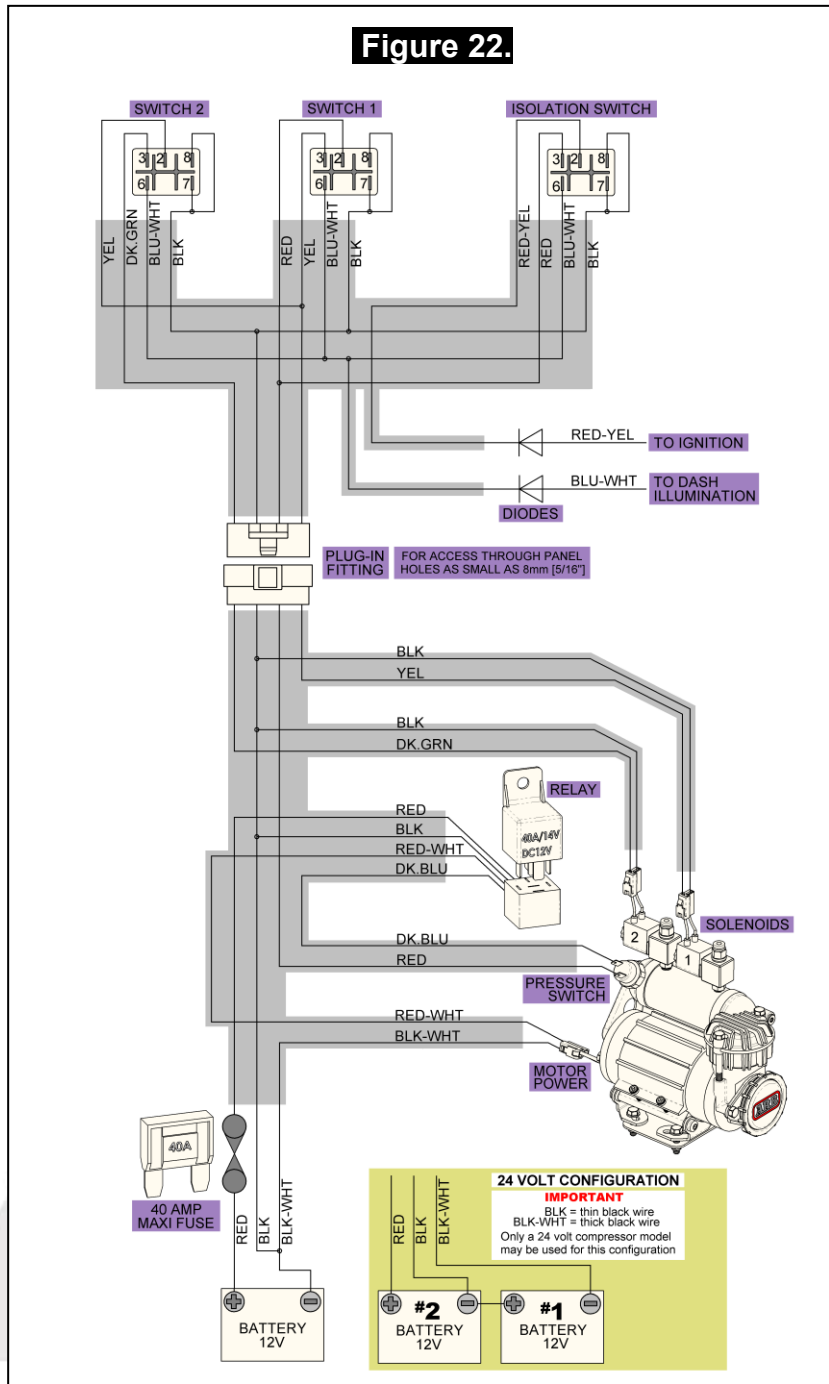 Figure 22.
SWITCH 2
SWITCH 1
ISOLATION SWITCH
3 2 8
6 7
3 2 8
6 7
3 2 8
6 7
YEL
DK.GRN
BLU-WHT
BLK
RED
YEL
BLU-WHT
BLK
RED-YEL
RED
BLU-WHT
BLK
RED-YEL
TO IGNITION
BLU-WHT
TO DASH
ILLUMINATION
DIODES
PLUG-IN
FITTING
FOR ACCESS THROUGH PANEL
HOLES AS SMALL AS 8mm [5/16"]
BLK
YEL
BLK
DK.GRN
RELAY
40A/14V
DC12V
RED
BLK
RED-WHT
DK.BLU
2
1
SOLENOIDS
DK.BLU
RED
PRESSURE
SWITCH
RED-WHT
BLK-WHT
MOTOR
POWER
ARB
40A
40 AMP
MAXI FUSE
RED
BLK
BLK-WHT
BATTERY
12V
24 VOLT CONFIGURATION
IMPORTANT
BLK = thin black wire
BLK-WHT = thick black wire
Only a 24 volt compressor model
may be used for this configuration
RED
BLK
BLK-WHT
#2
BATTERY
12V
#1
BATTERY
12V